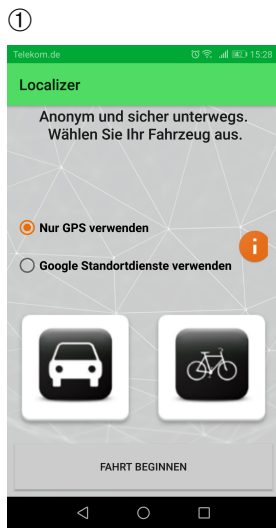 ①
Telekom.de 15:28
Localizer
Anonym und sicher unterwegs.
Wählen Sie Ihr Fahrzeug aus.
Nur GPS verwenden
i
Google Standortdienste verwenden
FAHRT BEGINNEN